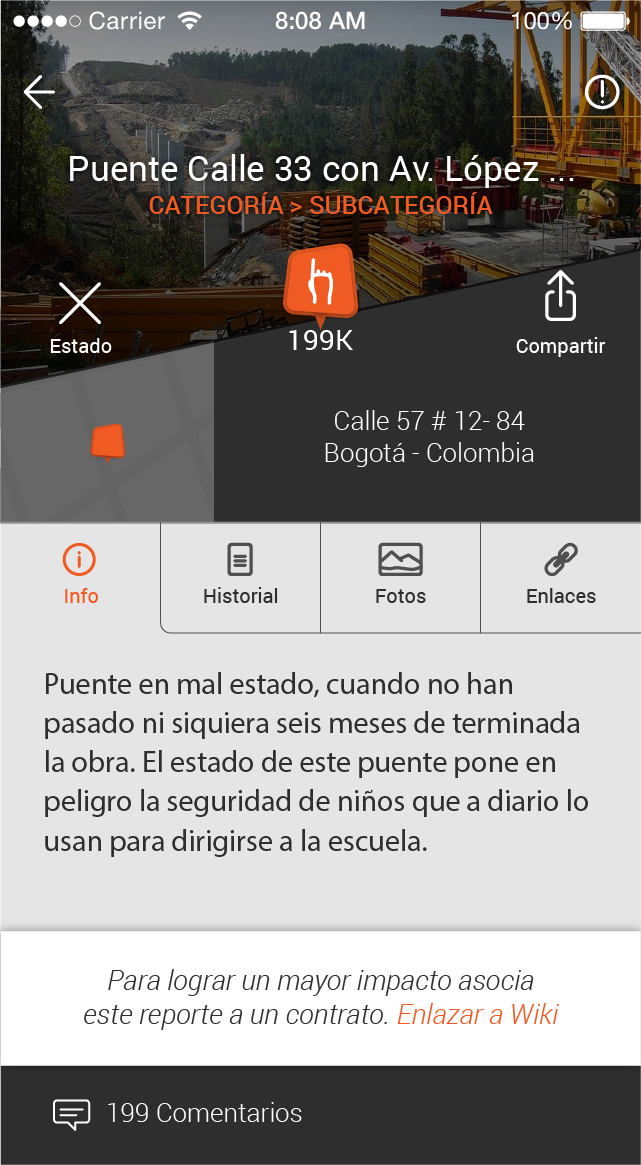 Carrier 8:08 AM 100%
Puente Calle 33 con Av. López ...
CATEGORÍA > SUBCATEGORÍA
199K
Estado
Compartir
Calle 57 # 12- 84
Bogotá - Colombia
Info
Historial
Fotos
Enlaces
Puente en mal estado, cuando no han
pasado ni siquiera seis meses de terminada
la obra. El estado de este puente pone en
peligro la seguridad de niños que a diario lo
usan para dirigirse a la escuela.
Para lograr un mayor impacto asocia
este reporte a un contrato. Enlazar a Wiki
199 Comentarios